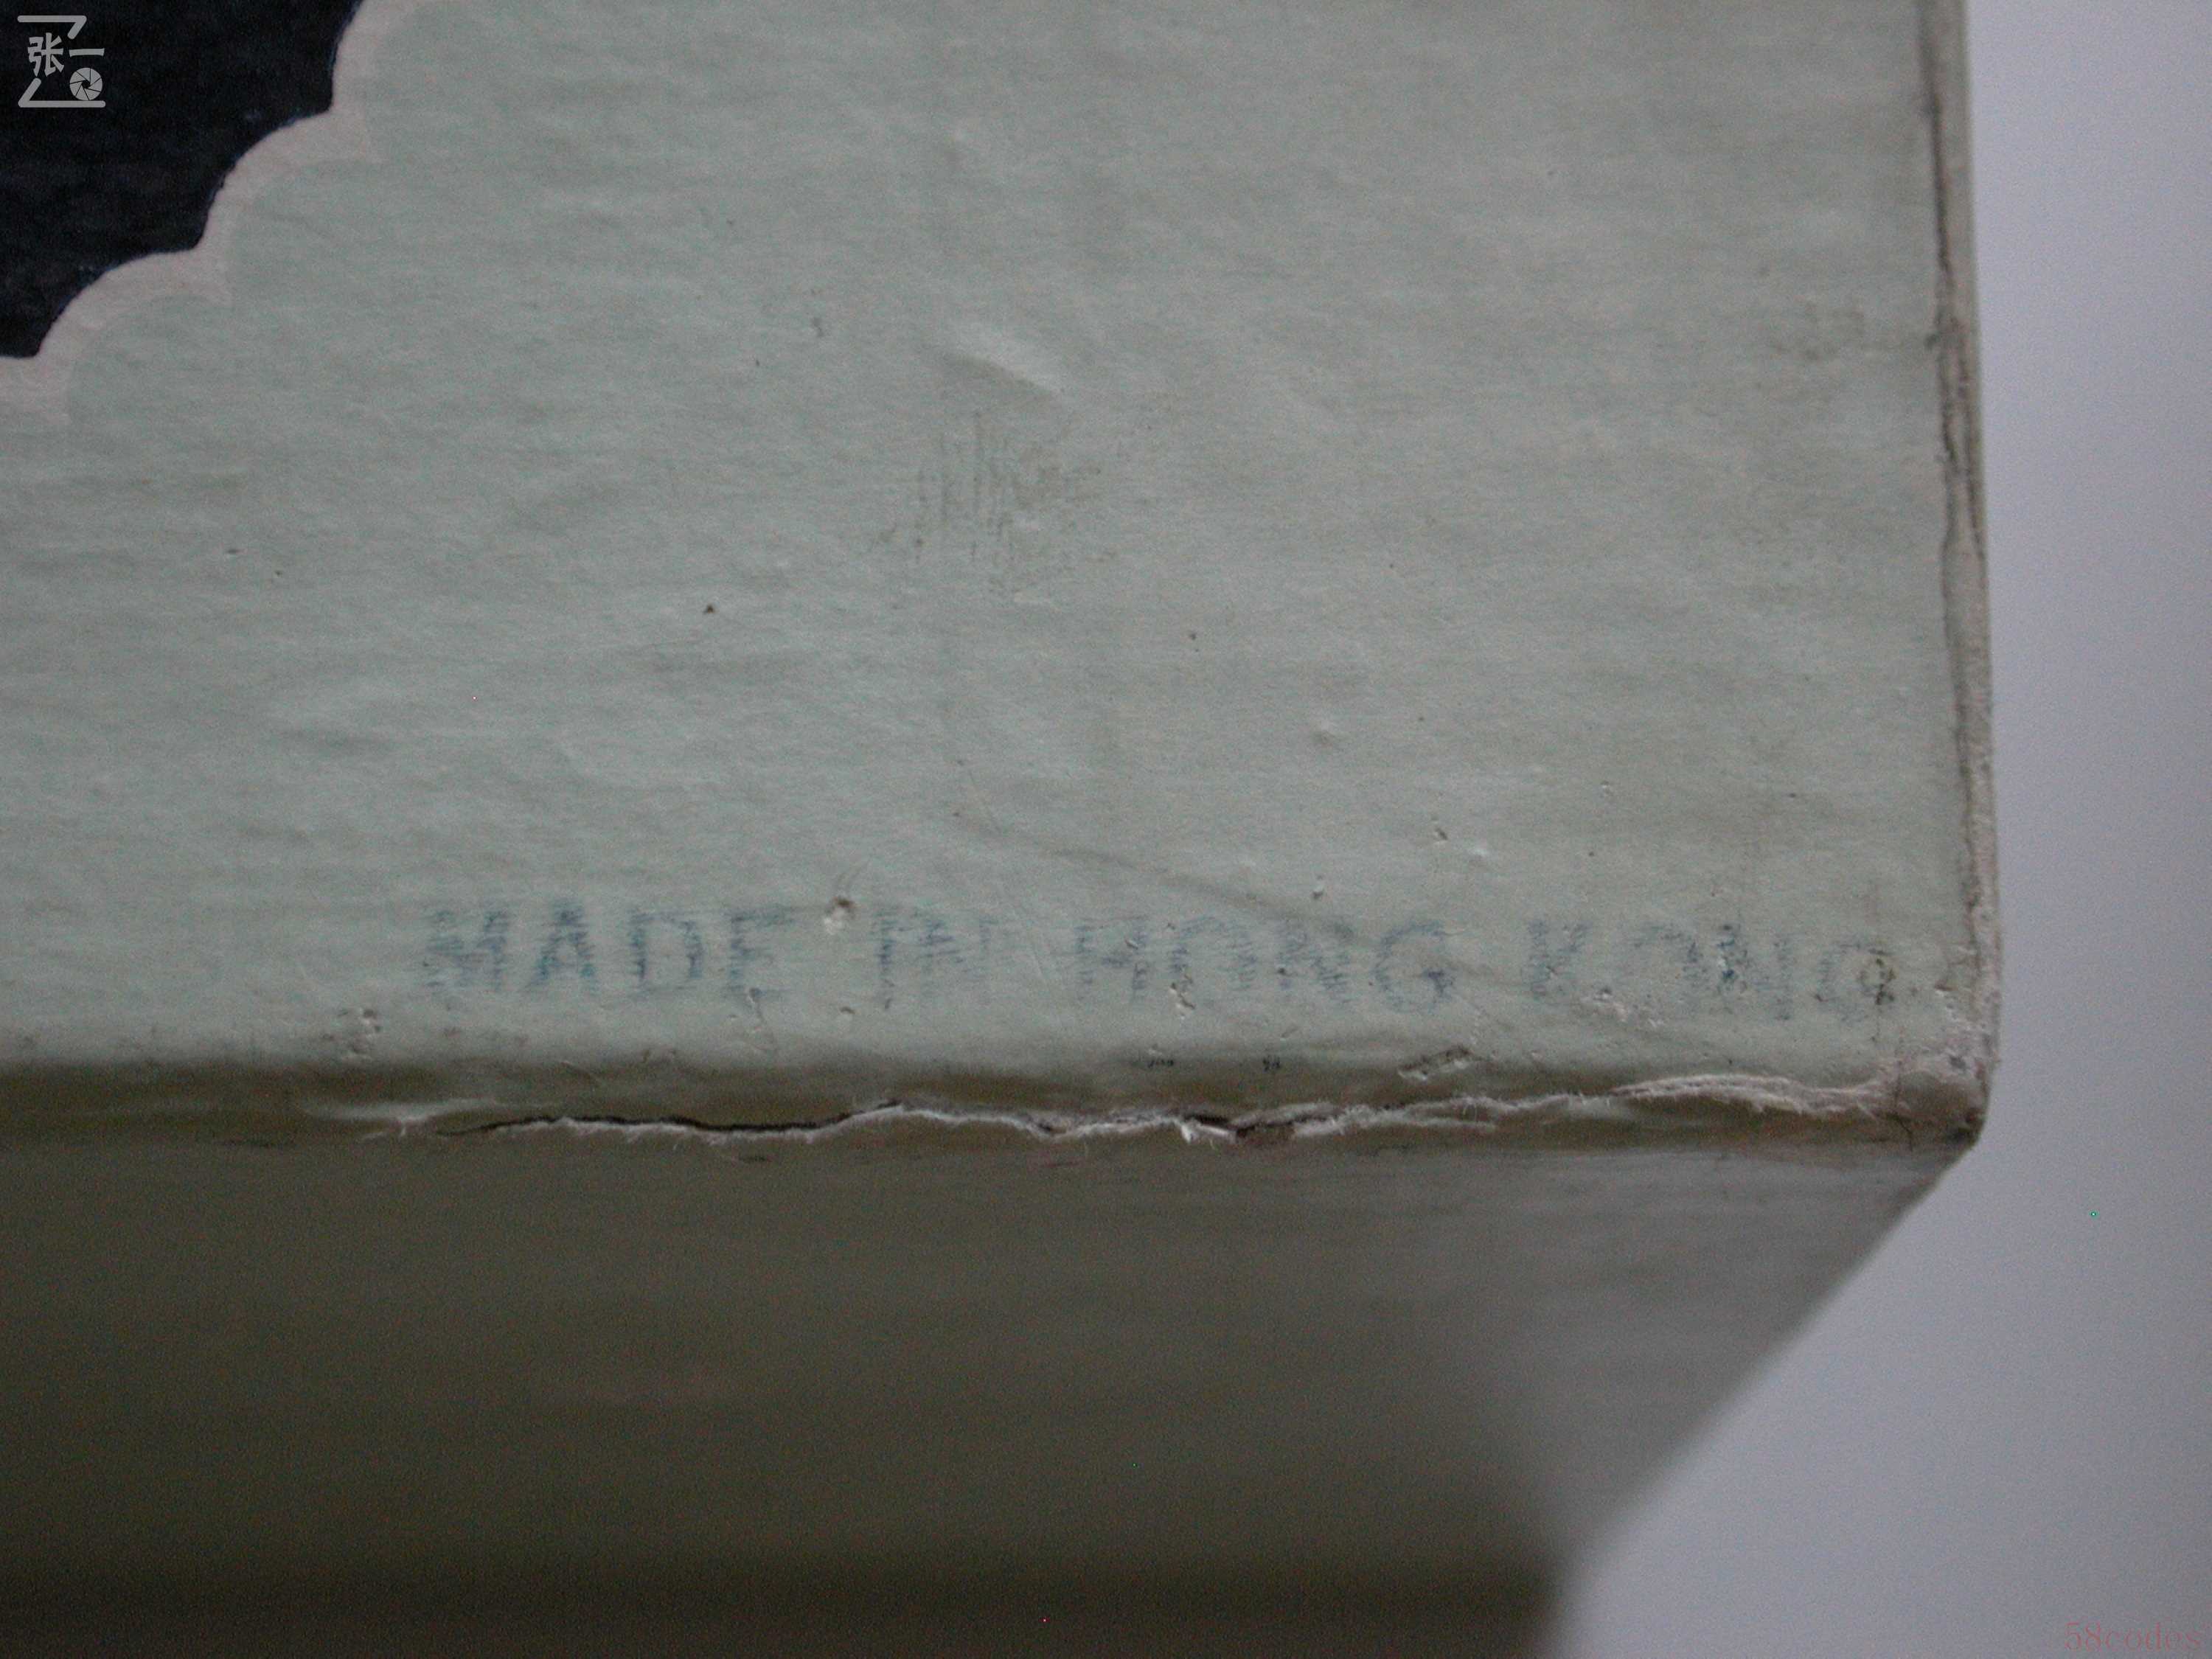 张一
MADE IN HONG KONG
58codes